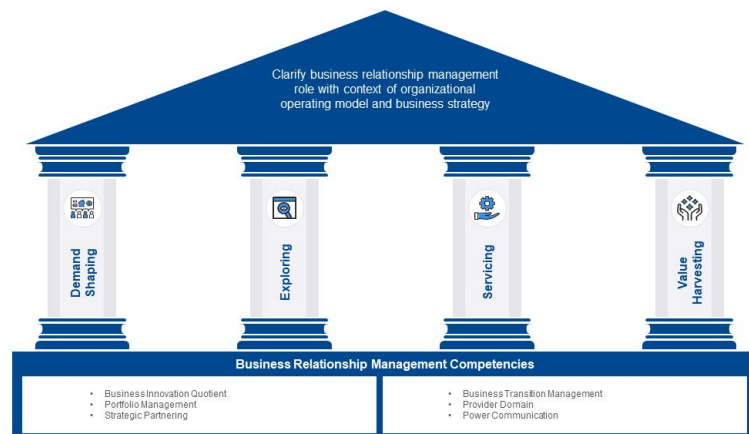 Clarify business relationship management
role with context of organizational
operating model and business strategy
Demand
Shaping
Exploring
Servicing
Value
Harvesting
Business Relationship Management Competencies
• Business Innovation Quotient
• Portfolio Management
• Strategic Partnering
• Business Transition Management
• Provider Domain
• Power Communication